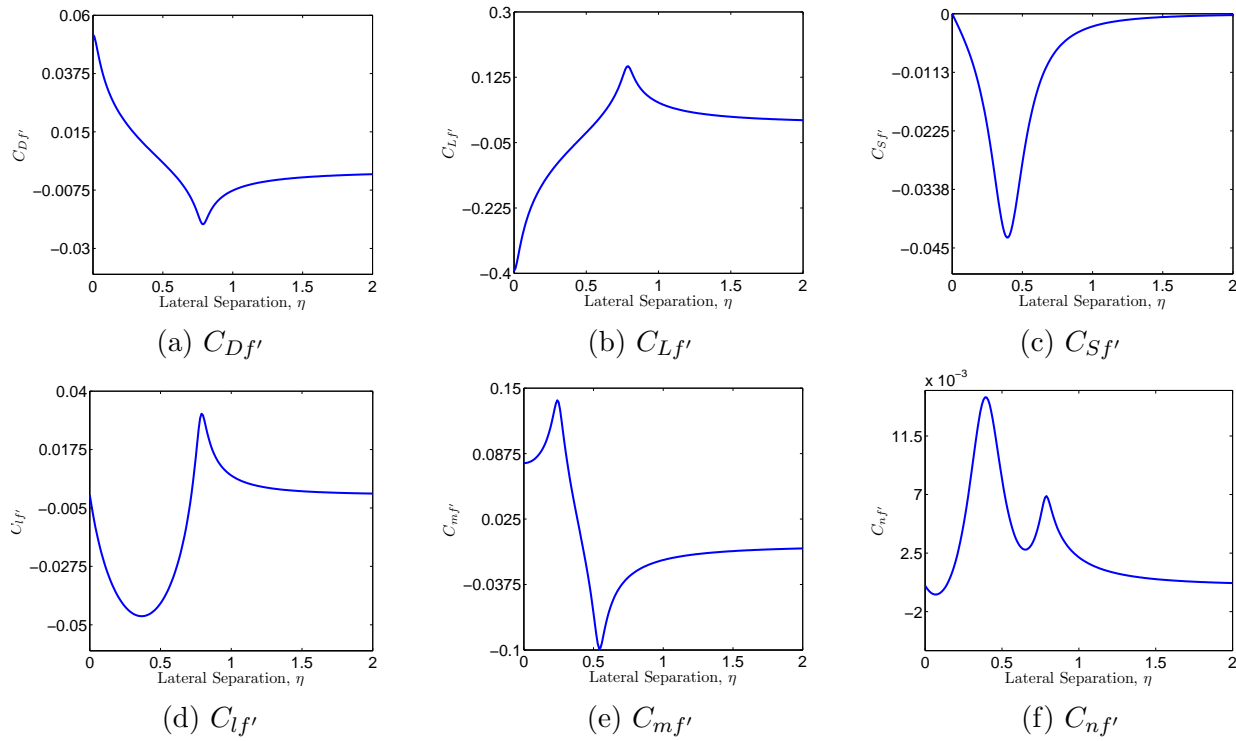 0.06
0.0375
0.015
−0.0075
−0.03
C_{Df'}
0 0.5 1 1.5 2
Lateral Separation, η
(a) C_{Df'}
0.3
0.125
−0.05
−0.225
−0.4
C_{Lf'}
0 0.5 1 1.5 2
Lateral Separation, η
(b) C_{Lf'}
0
−0.0113
−0.0225
−0.0338
−0.045
C_{Sf'}
0 0.5 1 1.5 2
Lateral Separation, η
(c) C_{Sf'}
0.04
0.0175
−0.005
−0.0275
−0.05
C_{lf'}
0 0.5 1 1.5 2
Lateral Separation, η
(d) C_{lf'}
0.15
0.0875
0.025
−0.0375
−0.1
C_{mf'}
0 0.5 1 1.5 2
Lateral Separation, η
(e) C_{mf'}
x 10⁻³
11.5
7
2.5
−2
C_{nf'}
0 0.5 1 1.5 2
Lateral Separation, η
(f) C_{nf'}